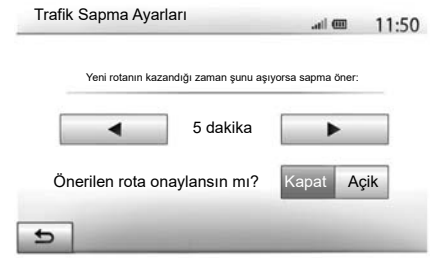 Trafik Sapma Ayarları
11:50
Yeni rotanın kazandığı zaman şunu aşıyorsa sapma öner:
5 dakika
Önerilen rota onaylansın mı?
Kapat Açik